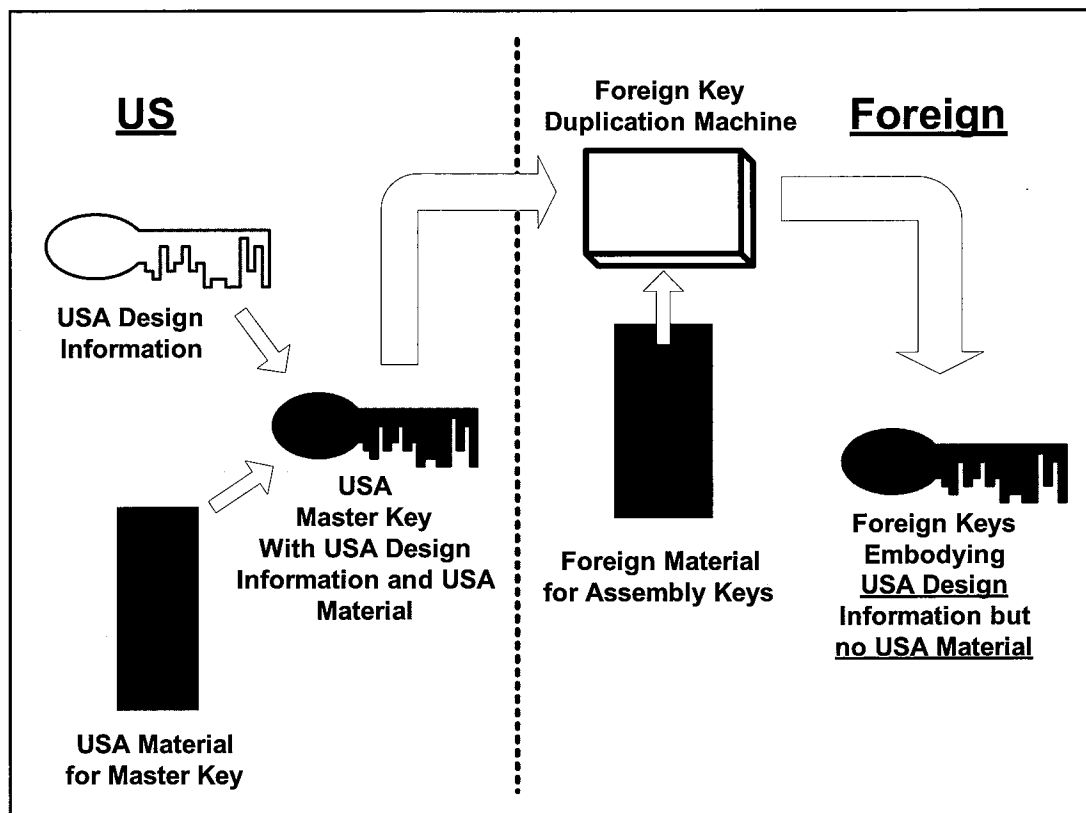 US
USA Design
Information
USA
Master Key
With USA Design
Information and USA
Material
USA Material
for Master Key
Foreign Key
Duplication Machine
Foreign
Foreign Material
for Assembly Keys
Foreign Keys
Embodying
USA Design
Information but
no USA Material